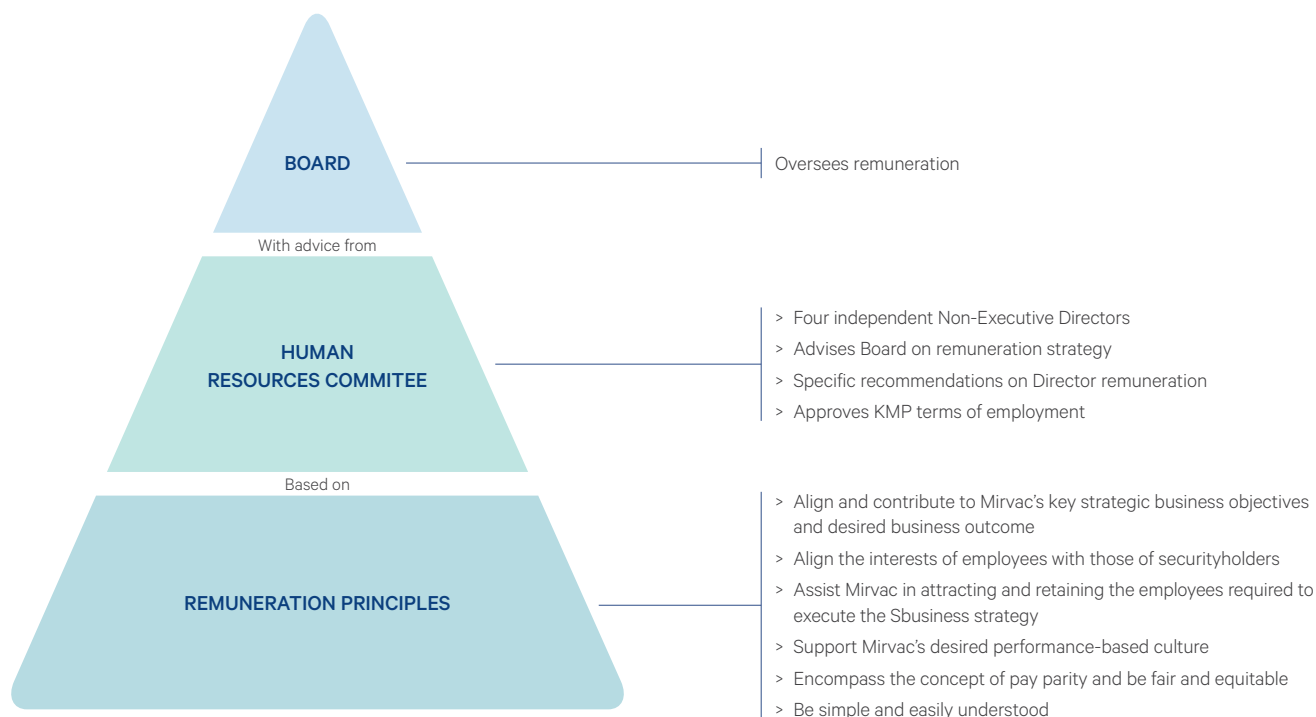 BOARD
Oversees remuneration
With advice from
HUMAN
RESOURCES COMMITEE
> Four independent Non-Executive Directors
> Advises Board on remuneration strategy
> Specific recommendations on Director remuneration
> Approves KMP terms of employment
Based on
REMUNERATION PRINCIPLES
> Align and contribute to Mirvac’s key strategic business objectives
and desired business outcome
> Align the interests of employees with those of securityholders
> Assist Mirvac in attracting and retaining the employees required to
execute the Sbusiness strategy
> Support Mirvac’s desired performance-based culture
> Encompass the concept of pay parity and be fair and equitable
> Be simple and easily understood